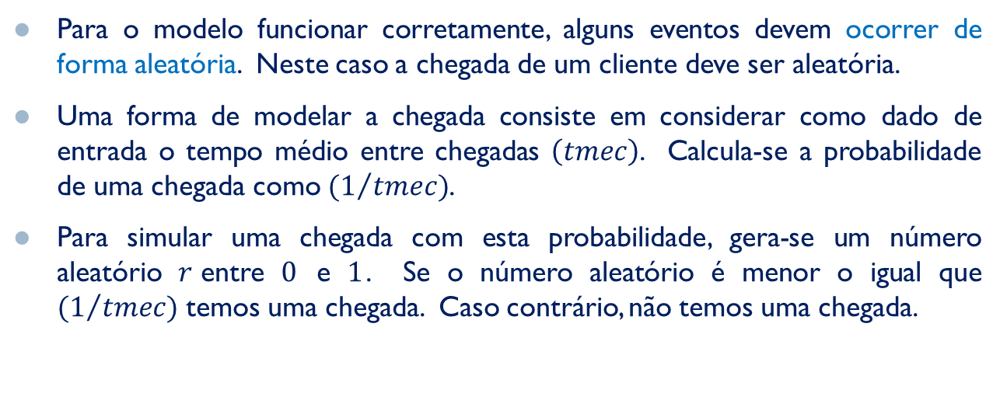 Para o modelo funcionar corretamente, alguns eventos devem ocorrer de
forma aleatória. Neste caso a chegada de um cliente deve ser aleatória.
Uma forma de modelar a chegada consiste em considerar como dado de
entrada o tempo médio entre chegadas (tmec). Calcula-se a probabilidade
de uma chegada como (1/tmec).
Para simular uma chegada com esta probabilidade, gera-se um número
aleatório r entre 0 e 1. Se o número aleatório é menor o igual que
(1/tmec) temos uma chegada. Caso contrário, não temos uma chegada.